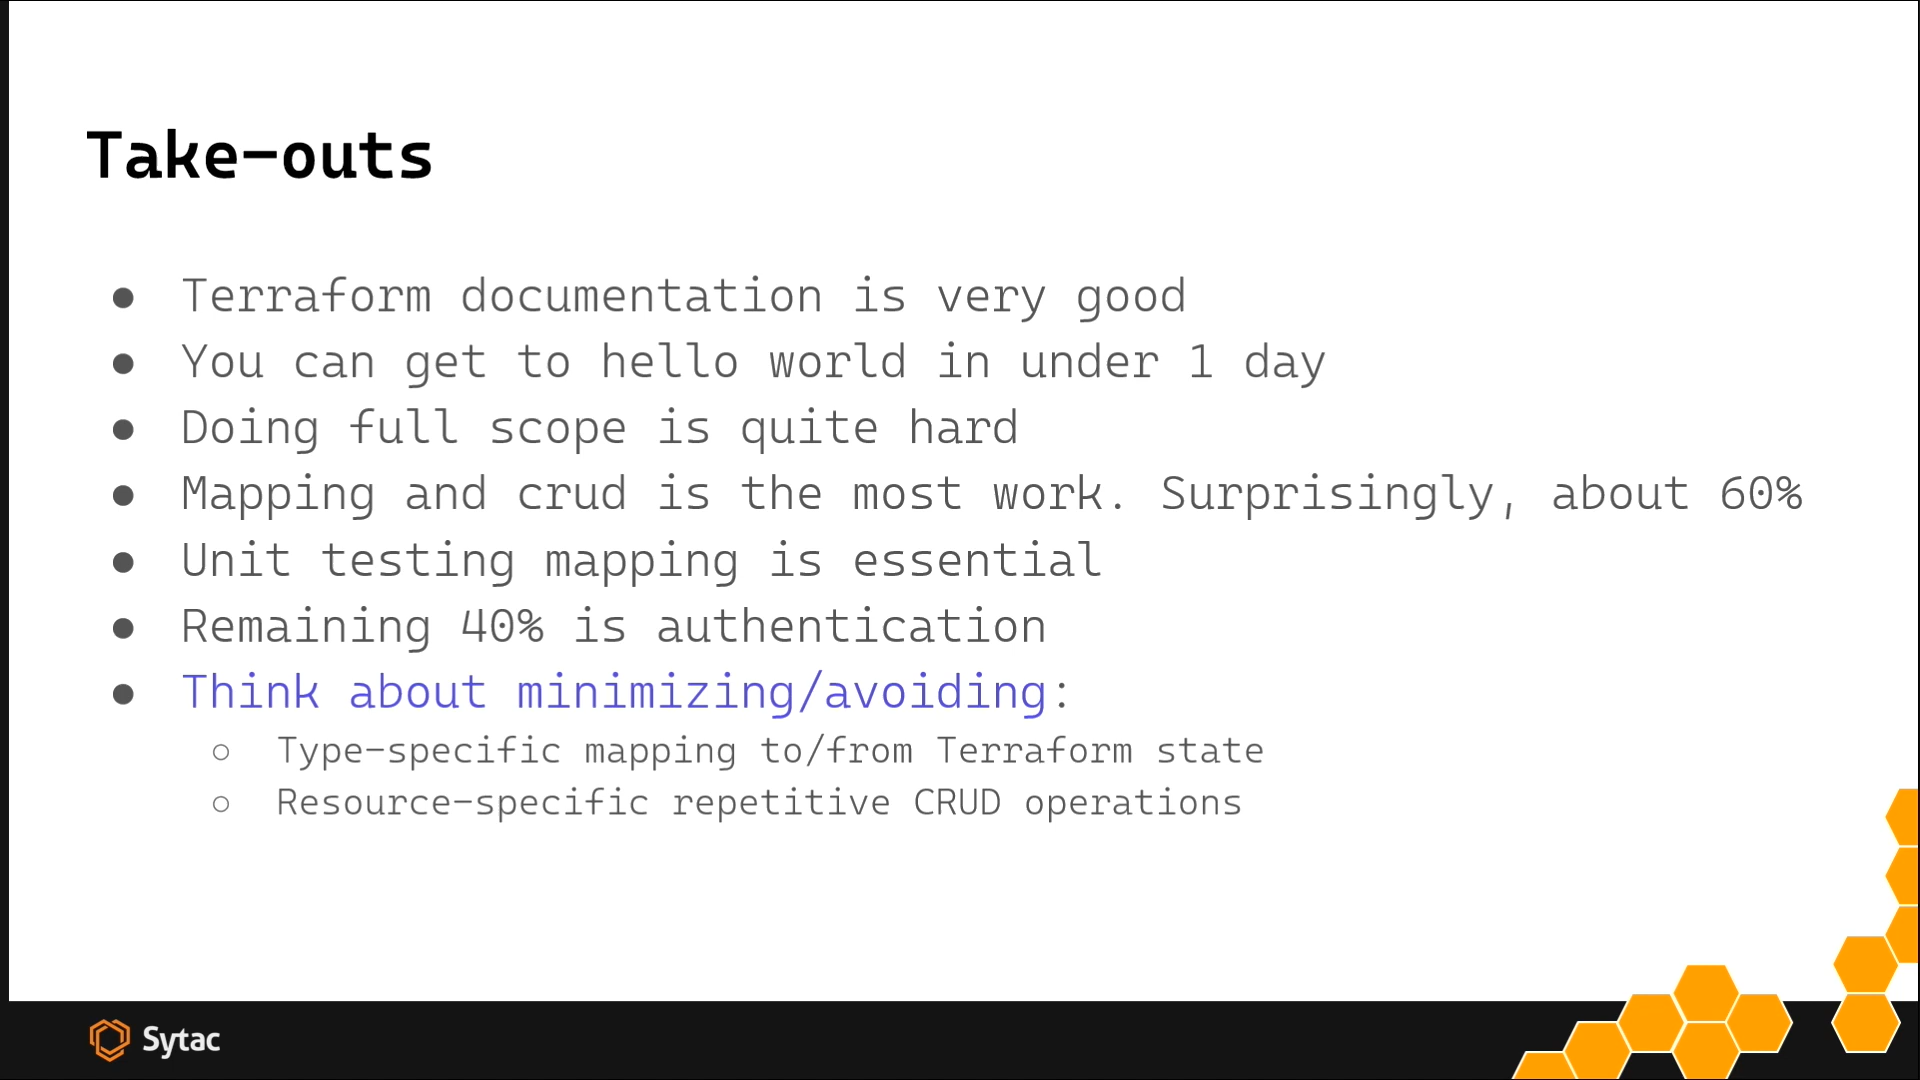 Take-outs
● Terraform documentation is very good
● You can get to hello world in under 1 day
● Doing full scope is quite hard
● Mapping and crud is the most work. Surprisingly, about 60%
● Unit testing mapping is essential
● Remaining 40% is authentication
● Think about minimizing/avoiding:
○ Type-specific mapping to/from Terraform state
○ Resource-specific repetitive CRUD operations
Sytac